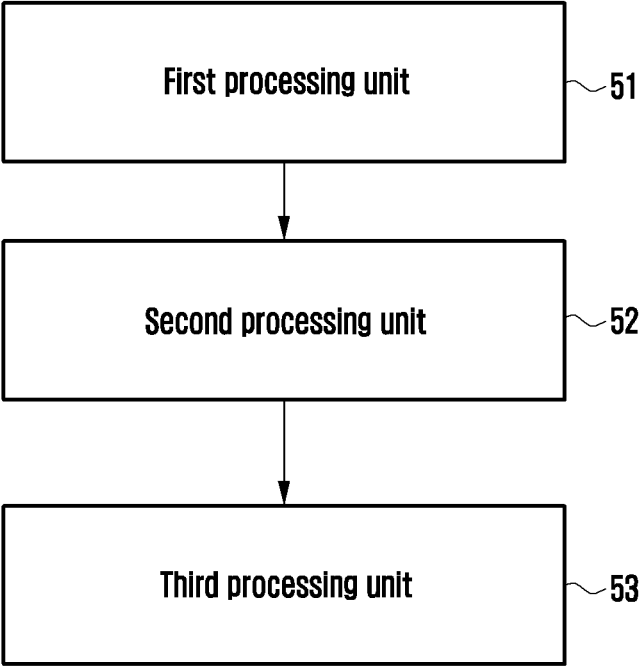 First processing unit
51
Second processing unit
52
Third processing unit
53